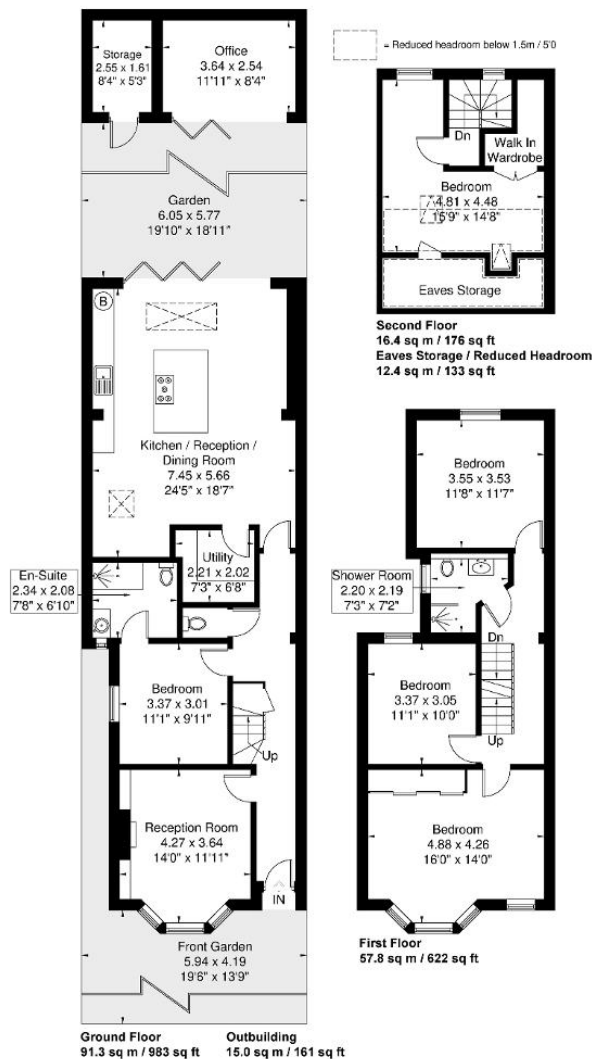 Storage
2.55 x 1.61
8'4" x 5'3"
Office
3.64 x 2.54
11'11" x 8'4"
Garden
6.05 x 5.77
19'10" x 18'11"
B
Kitchen / Reception /
Dining Room
7.45 x 5.66
24'5" x 18'7"
Utility
2.21 x 2.02
7'3" x 6'8"
En-Suite
2.34 x 2.08
7'8" x 6'10"
Bedroom
3.37 x 3.01
11'1" x 9'11"
Up
Reception Room
4.27 x 3.64
14'0" x 11'11"
IN
Front Garden
5.94 x 4.19
19'6" x 13'9"
Ground Floor
91.3 sq m / 983 sq ft
Outbuilding
15.0 sq m / 161 sq ft
= Reduced headroom below 1.5m / 5'0
Dn
Walk In
Wardrobe
Bedroom
4.81 x 4.48
15'9" x 14'8"
Eaves Storage
Second Floor
16.4 sq m / 176 sq ft
Eaves Storage / Reduced Headroom
12.4 sq m / 133 sq ft
Bedroom
3.55 x 3.53
11'8" x 11'7"
Shower Room
2.20 x 2.19
7'3" x 7'2"
Dn
Bedroom
3.37 x 3.05
11'1" x 10'0"
Up
Bedroom
4.88 x 4.26
16'0" x 14'0"
First Floor
57.8 sq m / 622 sq ft